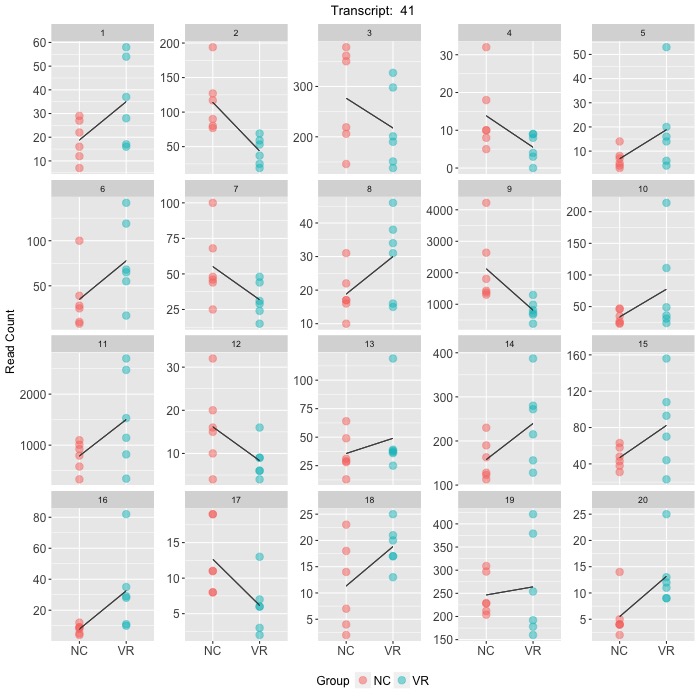 Transcript: 41
1 2 3 4 5
60 50 40 30 20 10
200 150 100 50
300 200
30 20 10 0
50 40 30 20 10
6 7 8 9 10
100 50
100 75 50 25
40 30 20 10
4000 3000 2000 1000
200 150 100 50
Read Count
11 12 13 14 15
2000 1000
30 20 10
100 75 50 25
400 300 200 100
160 120 80 40
16 17 18 19 20
80 60 40 20
15 10 5
25 20 15 10 5
450 400 350 300 250 200 150
25 20 15 10 5
NC VR NC VR NC VR NC VR NC VR
Group NC VR